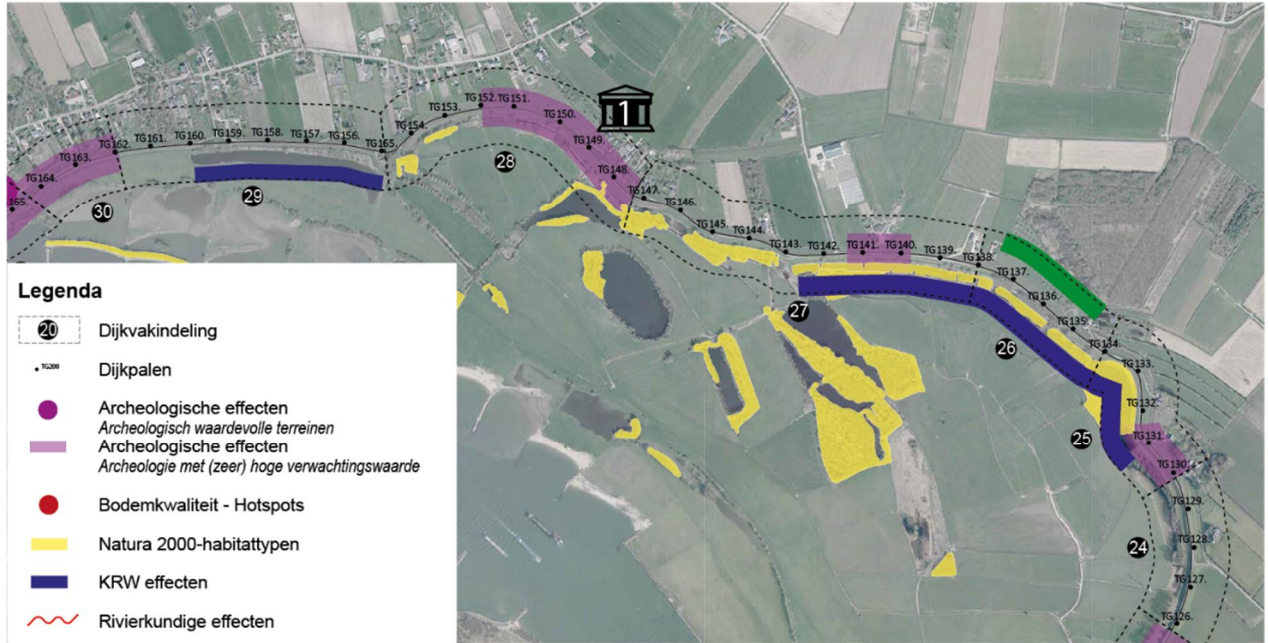 TG152. TG151.
TG153.
TG150.
1
TG154.
TG149.
TG161. TG160. TG159. TG158. TG157. TG156. TG165.
TG162.
TG163.
28
TG148.
TG164.
29
TG147.
165.
30
TG146.
TG145.
TG144.
TG143. TG142. TG141. TG140. TG139.
TG138.
TG137.
27
TG136.
TG135.
26
TG134.
TG133.
TG132.
25
TG131.
TG130.
TG129.
24
TG128.
TG127.
TG126.
Legenda
20 Dijkvakindeling
TG200 Dijkpalen
Archeologische effecten
Archeologisch waardevolle terreinen
Archeologische effecten
Archeologie met (zeer) hoge verwachtingswaarde
Bodemkwaliteit - Hotspots
Natura 2000-habitattypen
KRW effecten
Rivierkundige effecten